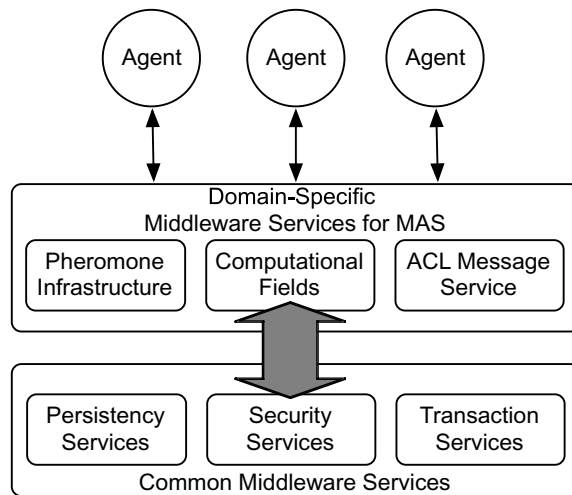 Agent
Agent
Agent
Domain-Specific
Middleware Services for MAS
Pheromone
Infrastructure
Computational
Fields
ACL Message
Service
Persistency
Services
Security
Services
Transaction
Services
Common Middleware Services